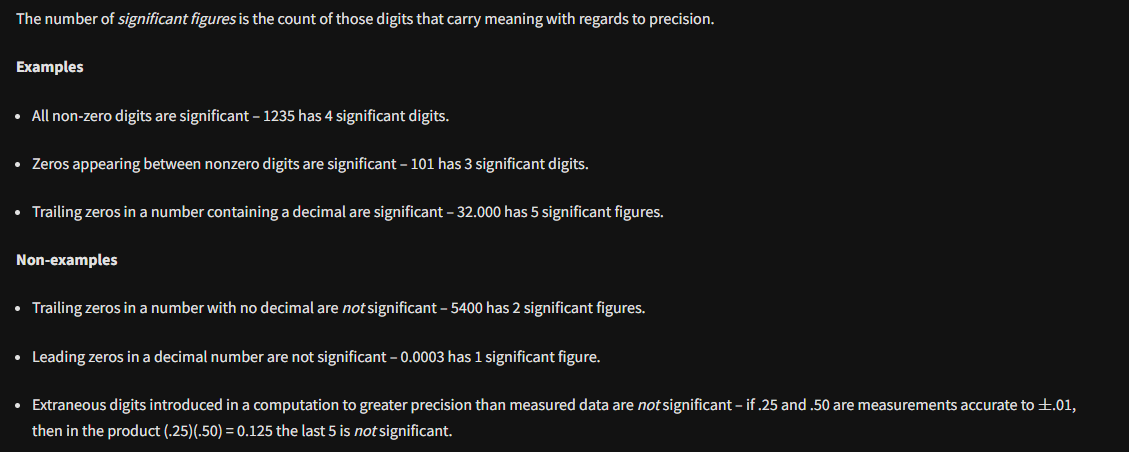 The number of significant figures is the count of those digits that carry meaning with regards to precision.
Examples
• All non-zero digits are significant – 1235 has 4 significant digits.
• Zeros appearing between nonzero digits are significant – 101 has 3 significant digits.
• Trailing zeros in a number containing a decimal are significant – 32.000 has 5 significant figures.
Non-examples
• Trailing zeros in a number with no decimal are not significant – 5400 has 2 significant figures.
• Leading zeros in a decimal number are not significant – 0.0003 has 1 significant figure.
• Extraneous digits introduced in a computation to greater precision than measured data are not significant – if .25 and .50 are measurements accurate to ±.01,
then in the product (.25)(.50) = 0.125 the last 5 is not significant.